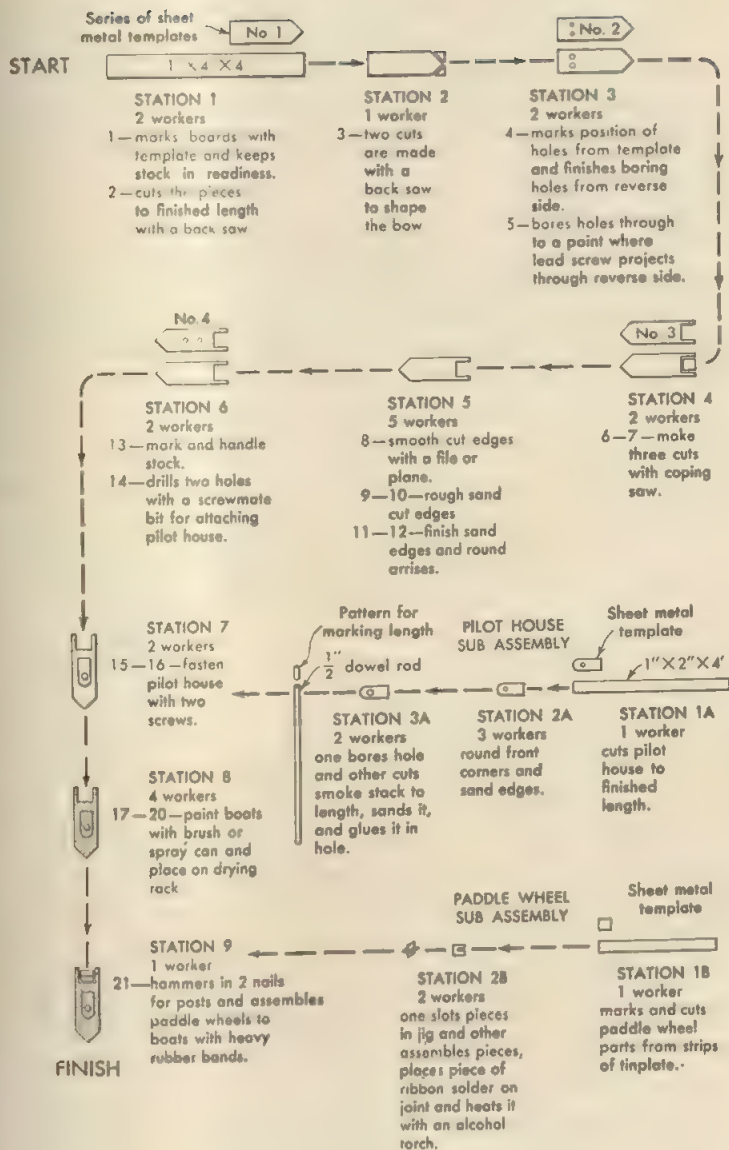 Series of sheet
metal templates
No 1
No. 2
START
1 × 4 × 4
STATION 1
2 workers
1—marks boards with
template and keeps
stock in readiness.
2—cuts the pieces
to finished length
with a back saw
STATION 2
1 worker
3—two cuts
are made
with a
back saw
to shape
the bow
STATION 3
2 workers
4—marks position of
holes from template
and finishes boring
holes from reverse
side.
5—bores holes through
to a point where
lead screw projects
through reverse side.
No. 4
No 3
STATION 6
2 workers
13—mark and handle
stock.
14—drills two holes
with a screwmate
bit for attaching
pilot house.
STATION 5
5 workers
8—smooth cut edges
with a file or
plane.
9—10—rough sand
cut edges
11—12—finish sand
edges and round
arrises.
STATION 4
2 workers
6—7—make
three cuts
with coping
saw.
STATION 7
2 workers
15—16—fasten
pilot house
with two
screws.
Pattern for
marking length
1/2" dowel rod
PILOT HOUSE
SUB ASSEMBLY
Sheet metal
template
1" × 2" × 4'
STATION 3A
2 workers
one bores hole
and other cuts
smoke stack to
length, sands it,
and glues it in
hole.
STATION 2A
3 workers
round front
corners and
sand edges.
STATION 1A
1 worker
cuts pilot
house to
finished
length.
STATION 8
4 workers
17—20—paint boats
with brush or
spray can and
place on drying
rack
PADDLE WHEEL
SUB ASSEMBLY
Sheet metal
template
STATION 9
1 worker
21—hammers in 2 nails
for posts and assembles
paddle wheels to
boats with heavy
rubber bands.
FINISH
STATION 2B
2 workers
one slots pieces
in jig and other
assembles pieces,
places piece of
ribbon solder on
joint and heats it
with an alcohol
torch.
STATION 1B
1 worker
marks and cuts
paddle wheel
parts from strips
of tinplate.